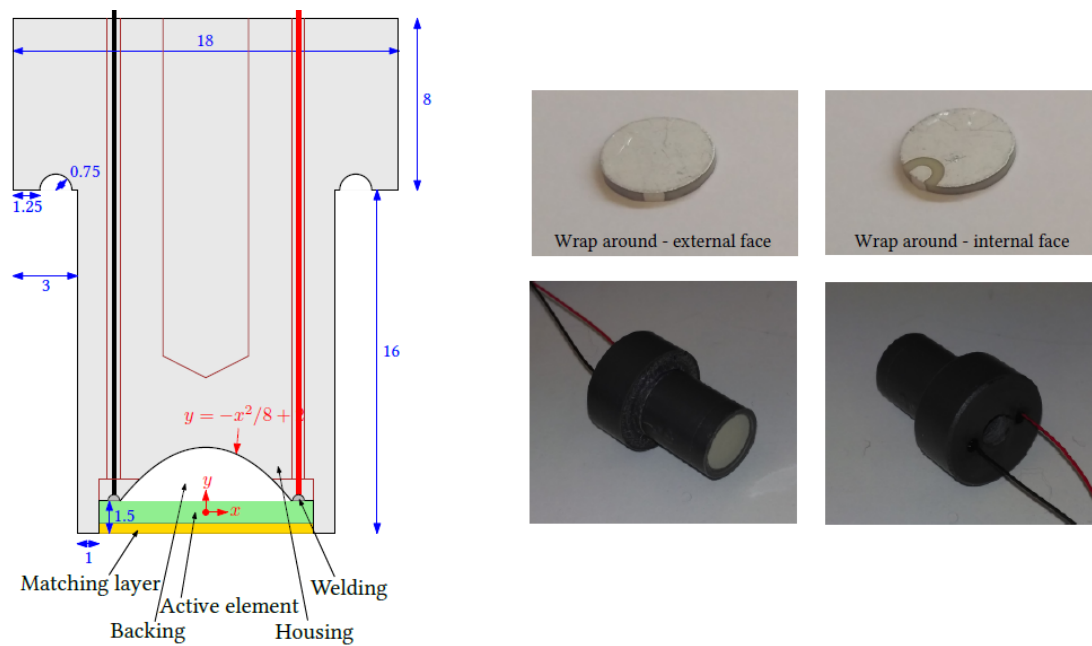 18
8
0.75
1.25
3
16
y = −x²/8 + 2
y
x
1.5
1
Matching layer
Active element
Backing
Welding
Housing
Wrap around - external face
Wrap around - internal face